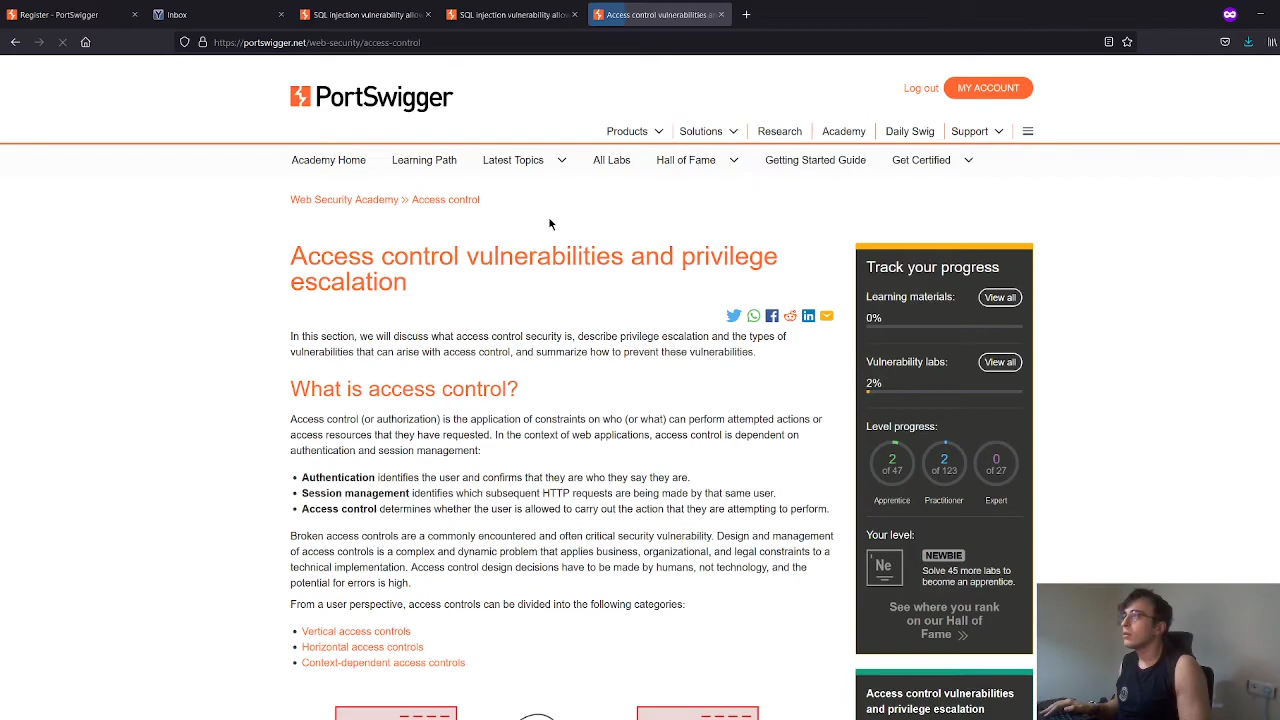 Register - PortSwigger
Inbox
SQL injection vulnerability allow
SQL injection vulnerability allow
Access control vulnerabilities an
https://portswigger.net/web-security/access-control
PortSwigger
Log out
MY ACCOUNT
Products
Solutions
Research
Academy
Daily Swig
Support
Academy Home
Learning Path
Latest Topics
All Labs
Hall of Fame
Getting Started Guide
Get Certified
Web Security Academy » Access control
Access control vulnerabilities and privilege
escalation
In this section, we will discuss what access control security is, describe privilege escalation and the types of
vulnerabilities that can arise with access control, and summarize how to prevent these vulnerabilities.
What is access control?
Access control (or authorization) is the application of constraints on who (or what) can perform attempted actions or
access resources that they have requested. In the context of web applications, access control is dependent on
authentication and session management:
• Authentication identifies the user and confirms that they are who they say they are.
• Session management identifies which subsequent HTTP requests are being made by that same user.
• Access control determines whether the user is allowed to carry out the action that they are attempting to perform.
Broken access controls are a commonly encountered and often critical security vulnerability. Design and management
of access controls is a complex and dynamic problem that applies business, organizational, and legal constraints to a
technical implementation. Access control design decisions have to be made by humans, not technology, and the
potential for errors is high.
From a user perspective, access controls can be divided into the following categories:
• Vertical access controls
• Horizontal access controls
• Context-dependent access controls
Track your progress
Learning materials:
View all
0%
Vulnerability labs:
View all
2%
Level progress:
2
of 47
2
of 123
0
of 27
Apprentice
Practitioner
Expert
Your level:
Ne
NEWBIE
Solve 45 more labs to
become an apprentice.
See where you rank
on our Hall of
Fame »
Access control vulnerabilities
and privilege escalation